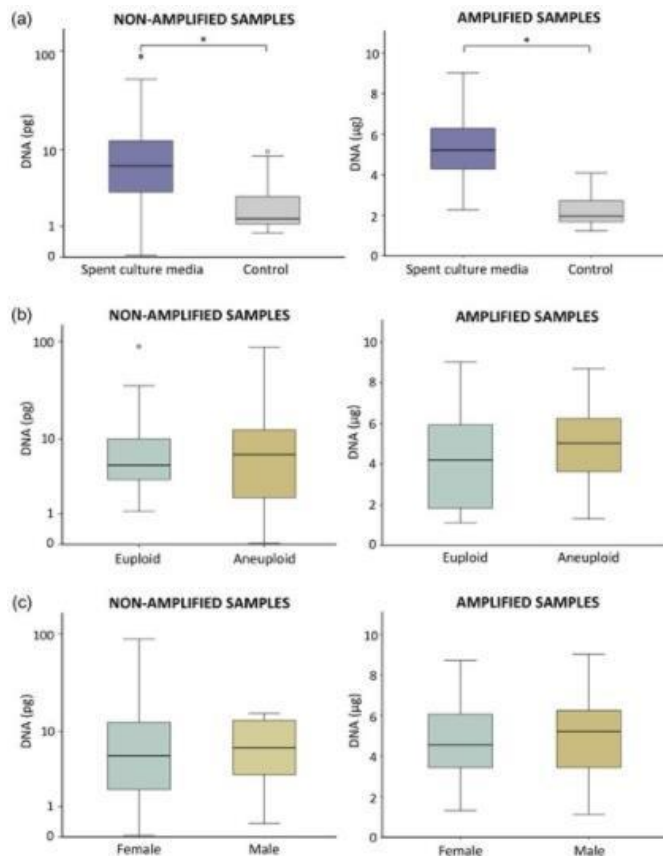 (a)
NON-AMPLIFIED SAMPLES
*
100
10
1
0
DNA (pg)
Spent culture media Control
AMPLIFIED SAMPLES
*
10
8
6
4
2
0
DNA (µg)
Spent culture media Control
(b)
NON-AMPLIFIED SAMPLES
100
10
1
0
DNA (pg)
Euploid Aneuploid
AMPLIFIED SAMPLES
10
8
6
4
2
0
DNA (µg)
Euploid Aneuploid
(c)
NON-AMPLIFIED SAMPLES
100
10
1
0
DNA (pg)
Female Male
AMPLIFIED SAMPLES
10
8
6
4
2
0
DNA (µg)
Female Male